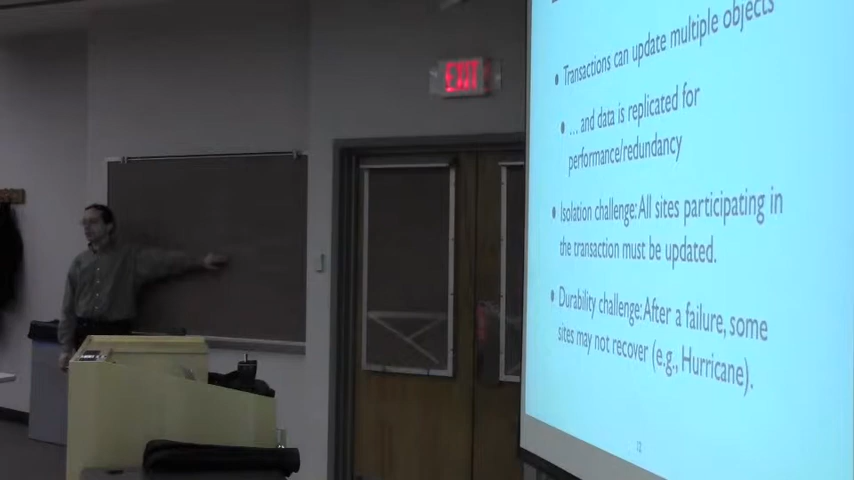 EXIT
• Transactions can update multiple objects
• ... and data is replicated for
performance/redundancy
• Isolation challenge: All sites participating in
the transaction must be updated.
• Durability challenge: After a failure, some
sites may not recover (e.g., Hurricane).
12